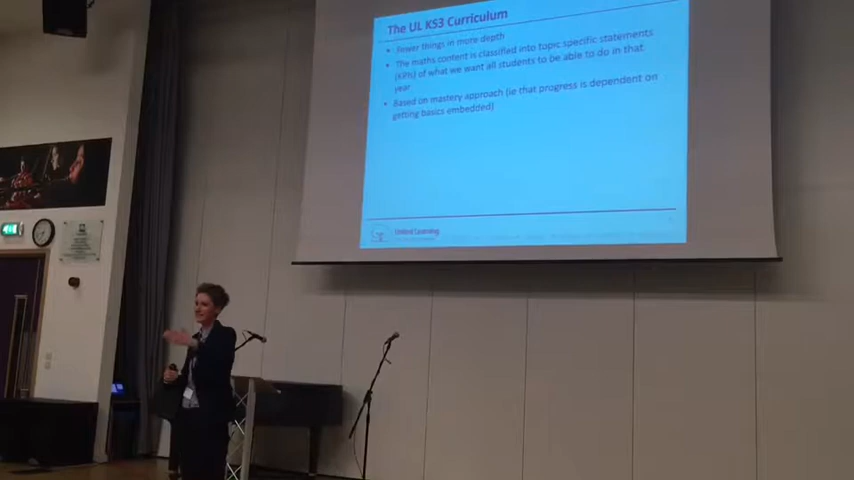 The UL KS3 Curriculum
• Fewer things in more depth
• The maths content is classified into topic specific statements
(KPIs) of what we want all students to be able to do in that
year
• Based on mastery approach (ie that progress is dependent on
getting basics embedded)
United Learning